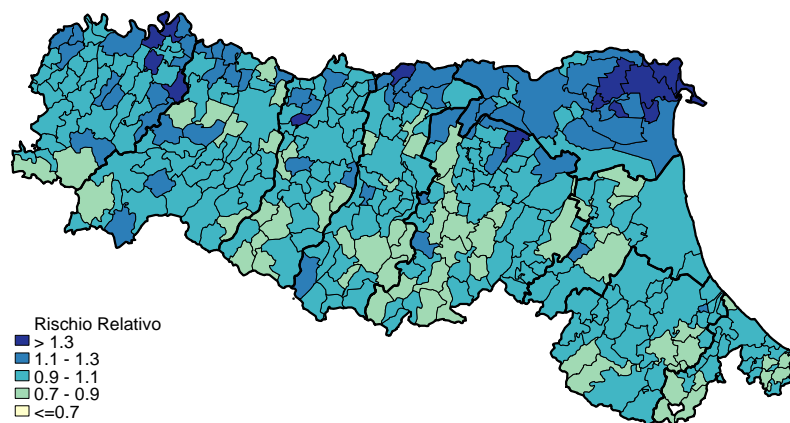 Rischio Relativo
> 1.3
1.1 - 1.3
0.9 - 1.1
0.7 - 0.9
<=0.7